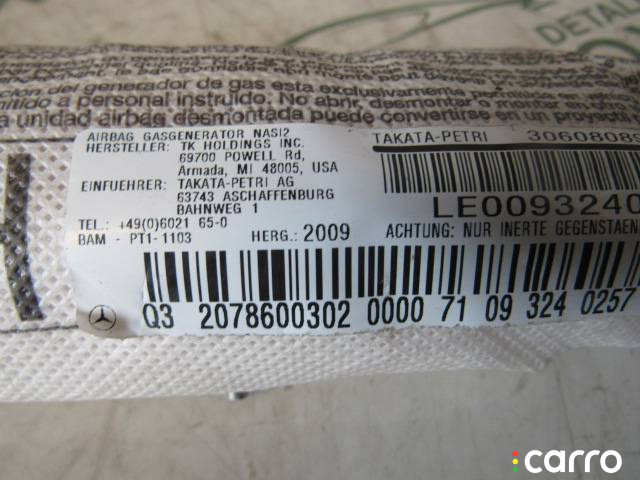 DETAL
cion del generador de gas esta exclusivamente
mitido a personal instruido. No abrir, desmontar o montar
a unidad airbag desmontada puede convertirse en un proyect
AIRBAG GASGENERATOR NASI2
HERSTELLER: TK HOLDINGS INC.
69700 POWELL Rd,
Armada, MI 48005, USA
EINFUEHRER: TAKATA-PETRI AG
63743 ASCHAFFENBURG
BAHNWEG 1
TEL.: +49(0)6021 65-0
BAM - PT1-1103
HERG.: 2009
TAKATA-PETRI
3060808
LE0093240
ACHTUNG: NUR INERTE GEGENSTAEN
Q3 2078600302 0000 71 09 324 0257
carro